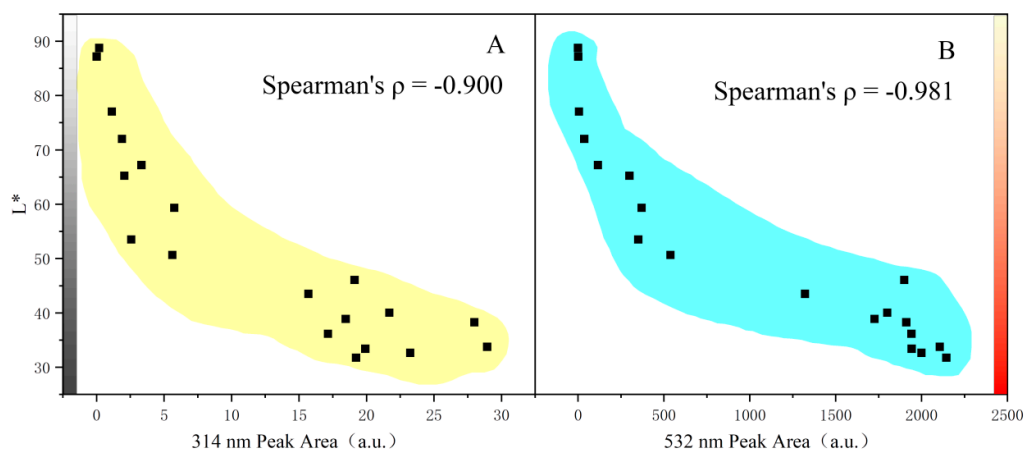 A
Spearman's ρ = -0.900
B
Spearman's ρ = -0.981
L*
90
80
70
60
50
40
30
0 5 10 15 20 25 30
0 500 1000 1500 2000 2500
314 nm Peak Area（a.u.）
532 nm Peak Area（a.u.）